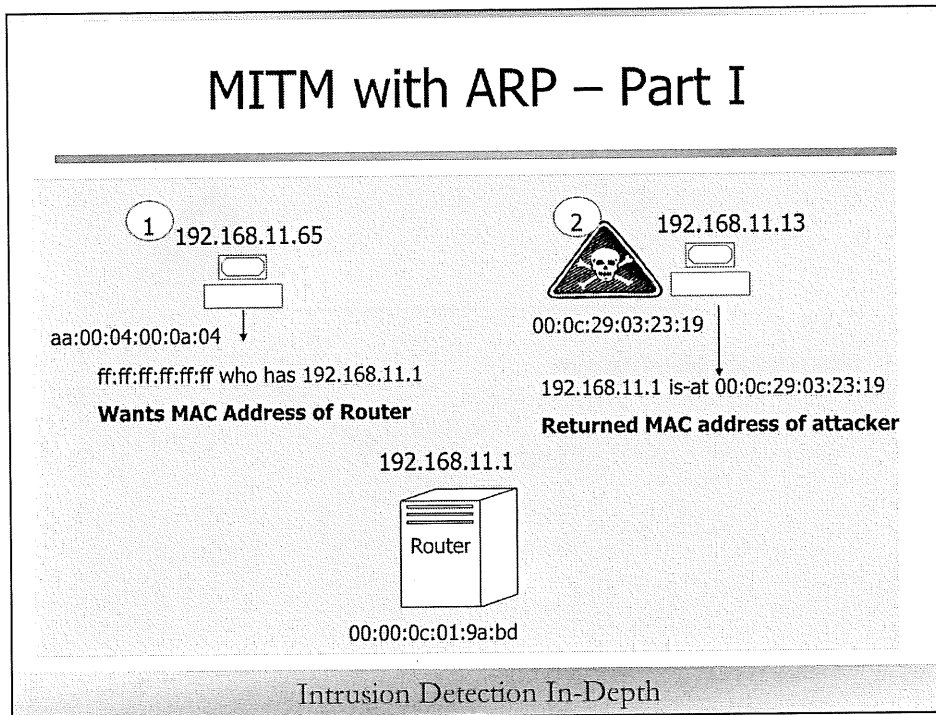 MITM with ARP – Part I
1
192.168.11.65
aa:00:04:00:0a:04
ff:ff:ff:ff:ff:ff who has 192.168.11.1
Wants MAC Address of Router
2
192.168.11.13
00:0c:29:03:23:19
192.168.11.1 is-at 00:0c:29:03:23:19
Returned MAC address of attacker
192.168.11.1
Router
00:00:0c:01:9a:bd
Intrusion Detection In-Depth